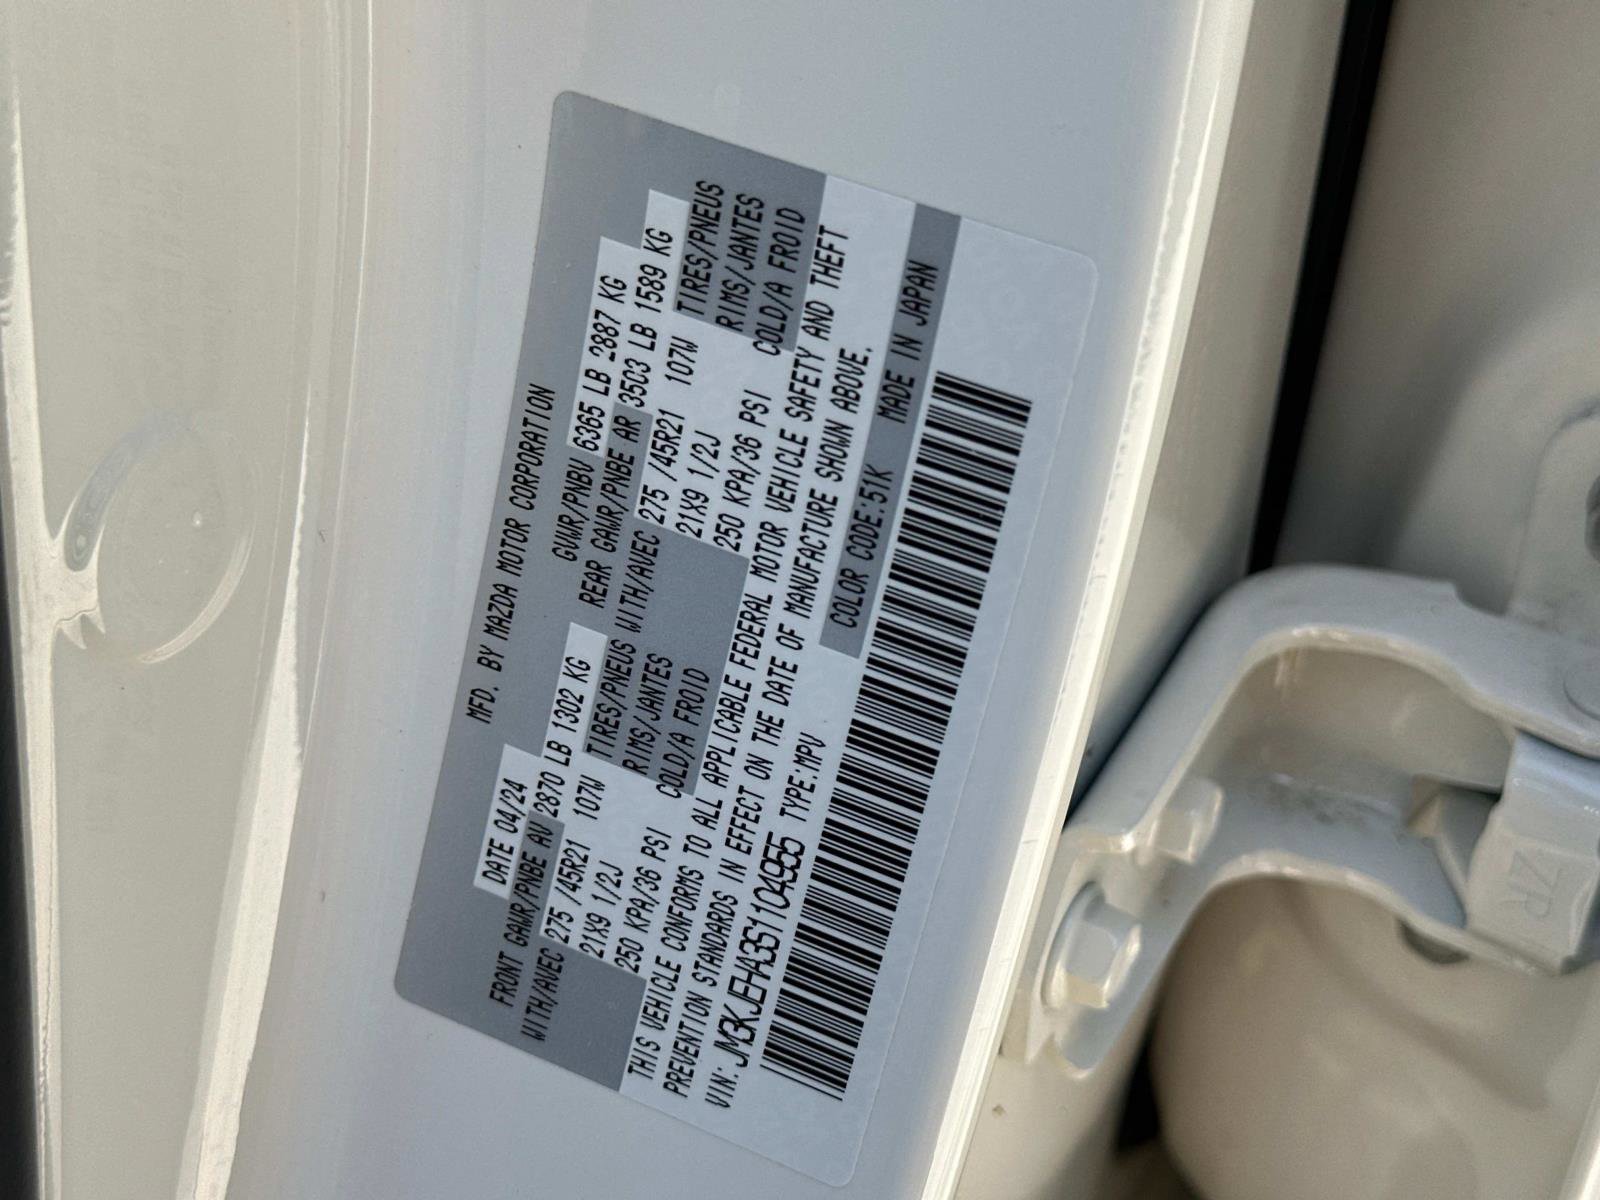 MFD. BY MAZDA MOTOR CORPORATION
DATE 04/24 GVWR/PNBV 6365 LB 2887 KG
FRONT GAWR/PNBE AV 2870 LB 1302 KG REAR GAWR/PNBE AR 3503 LB 1589 KG
WITH/AVEC 275 /45R21 107W TIRES/PNEUS WITH/AVEC 275 /45R21 107W TIRES/PNEUS
21X9 1/2J RIMS/JANTES 21X9 1/2J RIMS/JANTES
250 KPA/36 PSI COLD/A FROID 250 KPA/36 PSI COLD/A FROID
THIS VEHICLE CONFORMS TO ALL APPLICABLE FEDERAL MOTOR VEHICLE SAFETY AND THEFT
PREVENTION STANDARDS IN EFFECT ON THE DATE OF MANUFACTURE SHOWN ABOVE.
VIN: JM3KJEHA3S1104955 TYPE:MPV COLOR CODE:51K MADE IN JAPAN
ZR